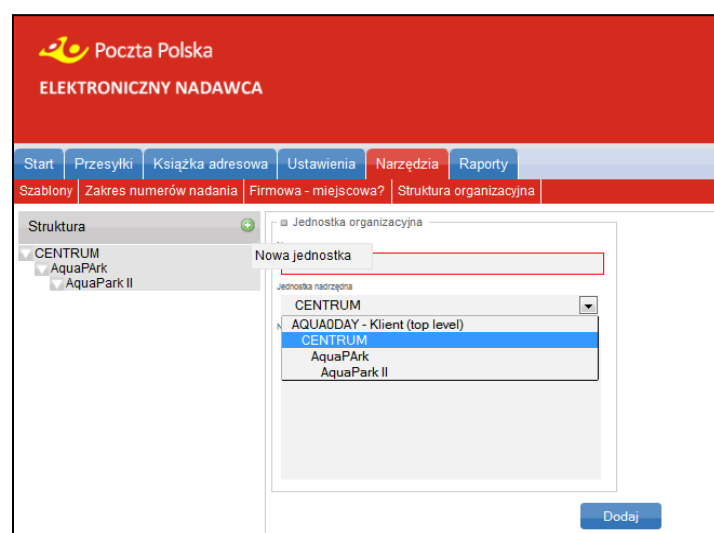 Poczta Polska
ELEKTRONICZNY NADAWCA
Start Przesyłki Książka adresowa Ustawienia Narzędzia Raporty
Szablony Zakres numerów nadania Firmowa - miejscowa? Struktura organizacyjna
Struktura
Jednostka organizacyjna
Nowa jednostka
CENTRUM
AquaPArk
AquaPark II
Jednostka nadrzędna
CENTRUM
AQUA0DAY - Klient (top level)
CENTRUM
AquaPArk
AquaPark II
Dodaj